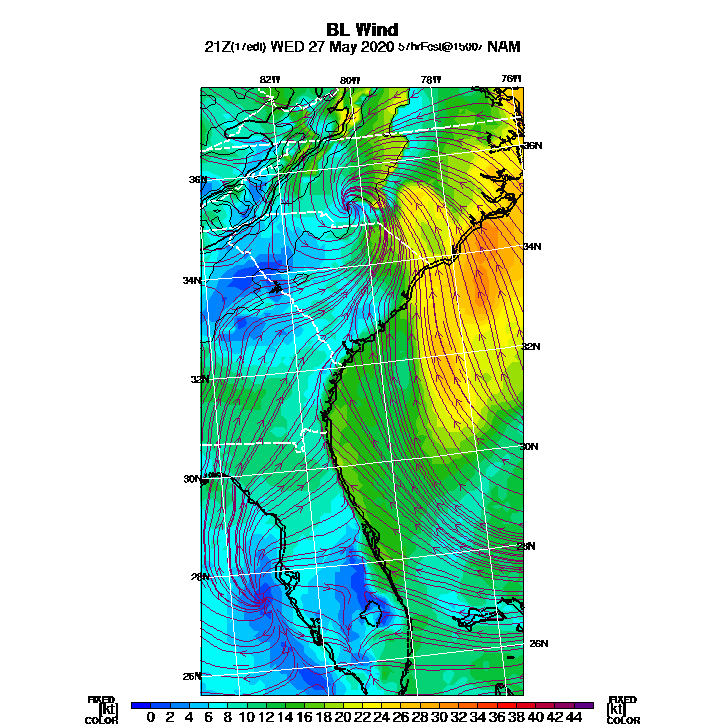 BL Wind
21Z(17edt) WED 27 May 2020 57hrFcst@1500z NAM
82W 80W 78W 76W
36N 36N
34N 34N
32N 32N
30N 30N
28N 28N
26N 26N
FIXED FIXED
[kt] 0 2 4 6 8 10 12 14 16 18 20 22 24 26 28 30 32 34 36 38 40 42 44 [kt]
COLOR COLOR